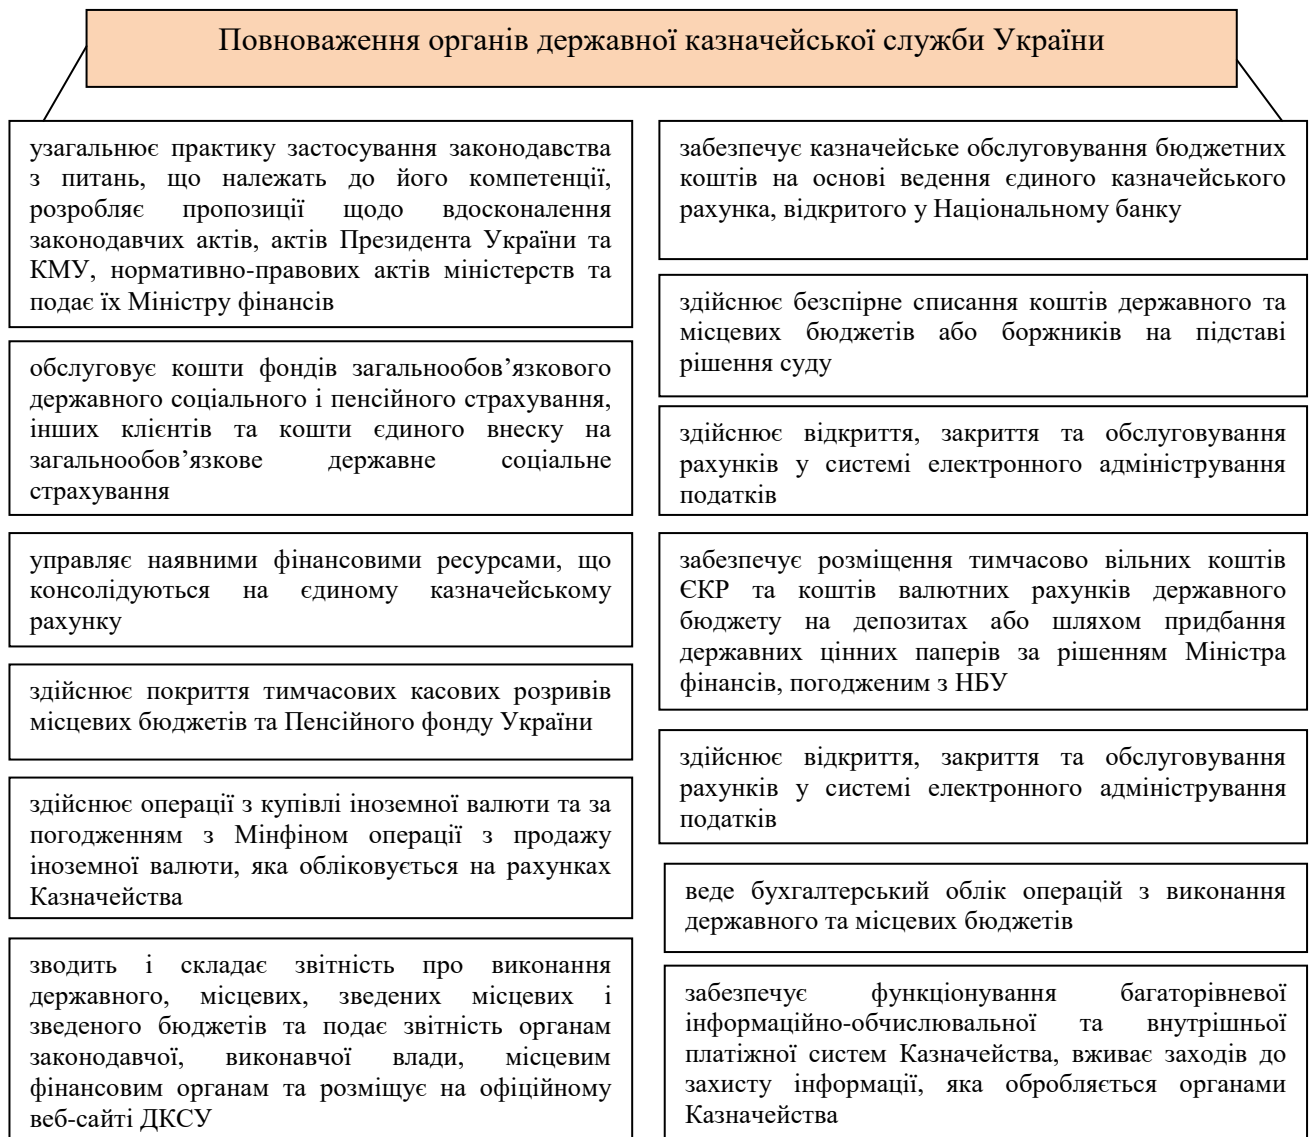 Повноваження органів державної казначейської служби України
узагальнює практику застосування законодавства
з питань, що належать до його компетенції,
розробляє пропозиції щодо вдосконалення
законодавчих актів, актів Президента України та
КМУ, нормативно-правових актів міністерств та
подає їх Міністру фінансів
обслуговує кошти фондів загальнообов’язкового
державного соціального і пенсійного страхування,
інших клієнтів та кошти єдиного внеску на
загальнообов’язкове державне соціальне
страхування
управляє наявними фінансовими ресурсами, що
консолідуються на єдиному казначейському
рахунку
здійснює покриття тимчасових касових розривів
місцевих бюджетів та Пенсійного фонду України
здійснює операції з купівлі іноземної валюти та за
погодженням з Мінфіном операції з продажу
іноземної валюти, яка обліковується на рахунках
Казначейства
зводить і складає звітність про виконання
державного, місцевих, зведених місцевих і
зведеного бюджетів та подає звітність органам
законодавчої, виконавчої влади, місцевим
фінансовим органам та розміщує на офіційному
веб-сайті ДКСУ
забезпечує казначейське обслуговування бюджетних
коштів на основі ведення єдиного казначейського
рахунка, відкритого у Національному банку
здійснює безспірне списання коштів державного та
місцевих бюджетів або боржників на підставі
рішення суду
здійснює відкриття, закриття та обслуговування
рахунків у системі електронного адміністрування
податків
забезпечує розміщення тимчасово вільних коштів
ЄКР та коштів валютних рахунків державного
бюджету на депозитах або шляхом придбання
державних цінних паперів за рішенням Міністра
фінансів, погодженим з НБУ
здійснює відкриття, закриття та обслуговування
рахунків у системі електронного адміністрування
податків
веде бухгалтерський облік операцій з виконання
державного та місцевих бюджетів
забезпечує функціонування багаторівневої
інформаційно-обчислювальної та внутрішньої
платіжної систем Казначейства, вживає заходів до
захисту інформації, яка обробляється органами
Казначейства